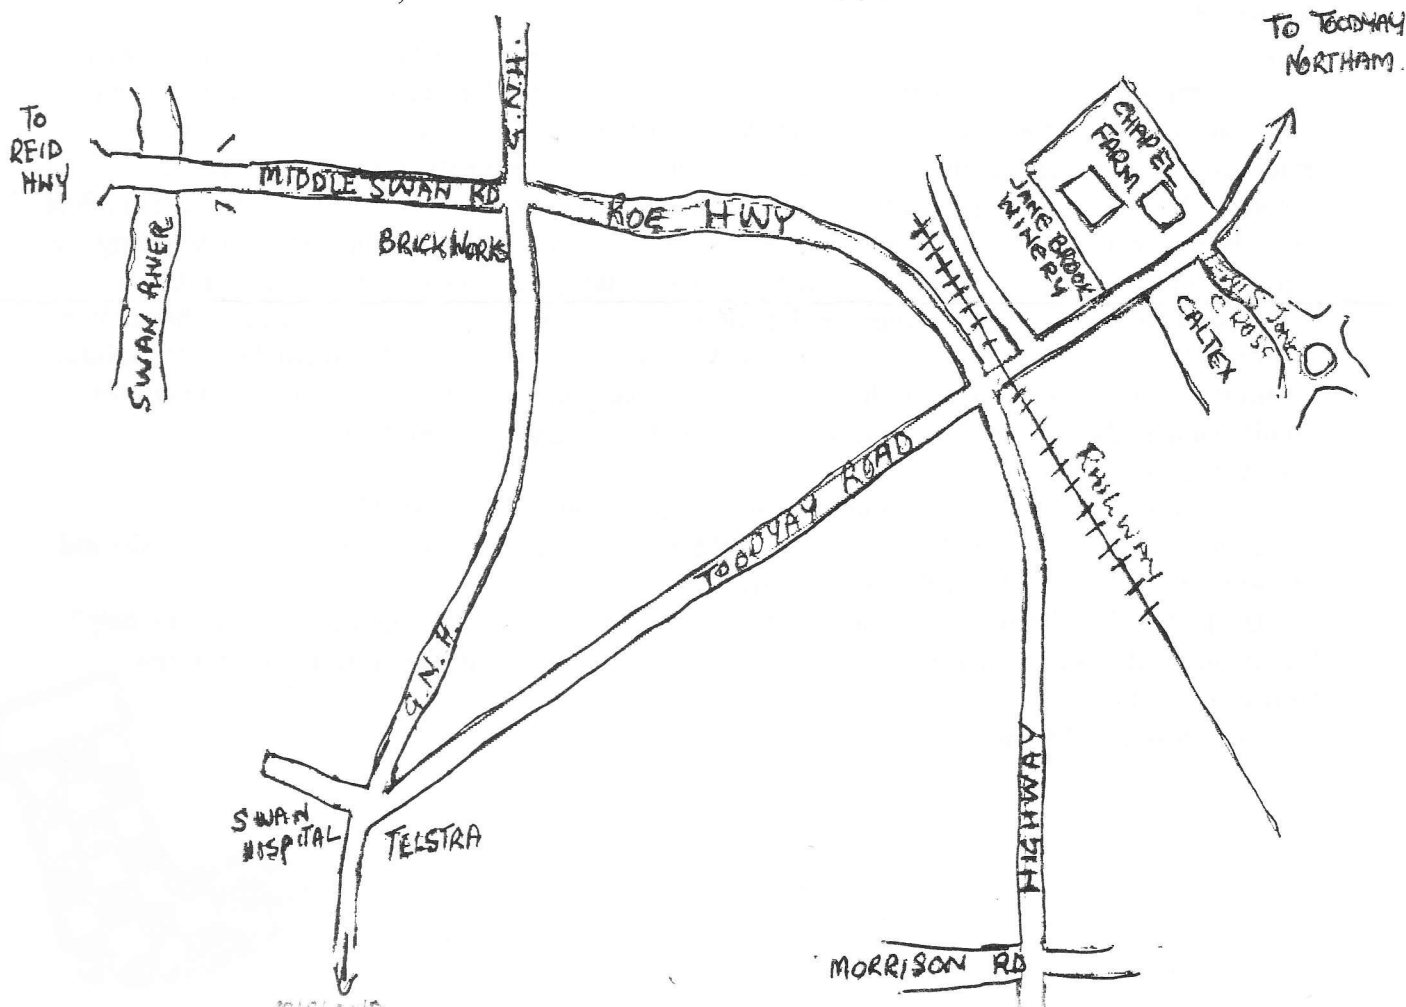 TO TOODYAY
NORTHAM.
G.N.H.
TO
REID
HWY
MIDDLE SWAN RD
ROE HWY
BRICKWORKS
SWAN RIVER
CHAPEL
FARM
JANE BROOK
WINERY
CALTEX
RAILWAY
TOODYAY ROAD
G.N.H.
SWAN
HOSPITAL
TELSTRA
HIGHWAY
MORRISON RD